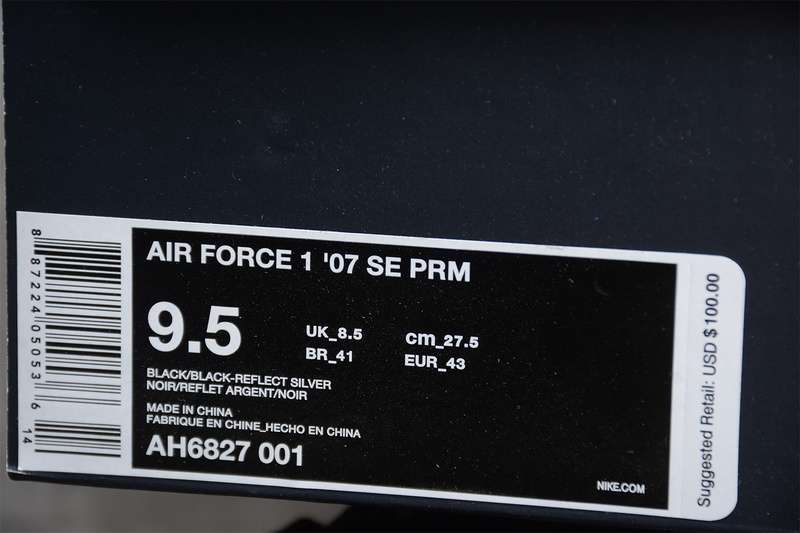 AIR FORCE 1 '07 SE PRM
9.5
UK_8.5 cm_27.5
BR_41 EUR_43
BLACK/BLACK-REFLECT SILVER
NOIR/REFLET ARGENT/NOIR
MADE IN CHINA
FABRIQUE EN CHINE_HECHO EN CHINA
AH6827 001
NIKE.COM
8 87224 05053 6
14
Suggested Retail: USD $100.00